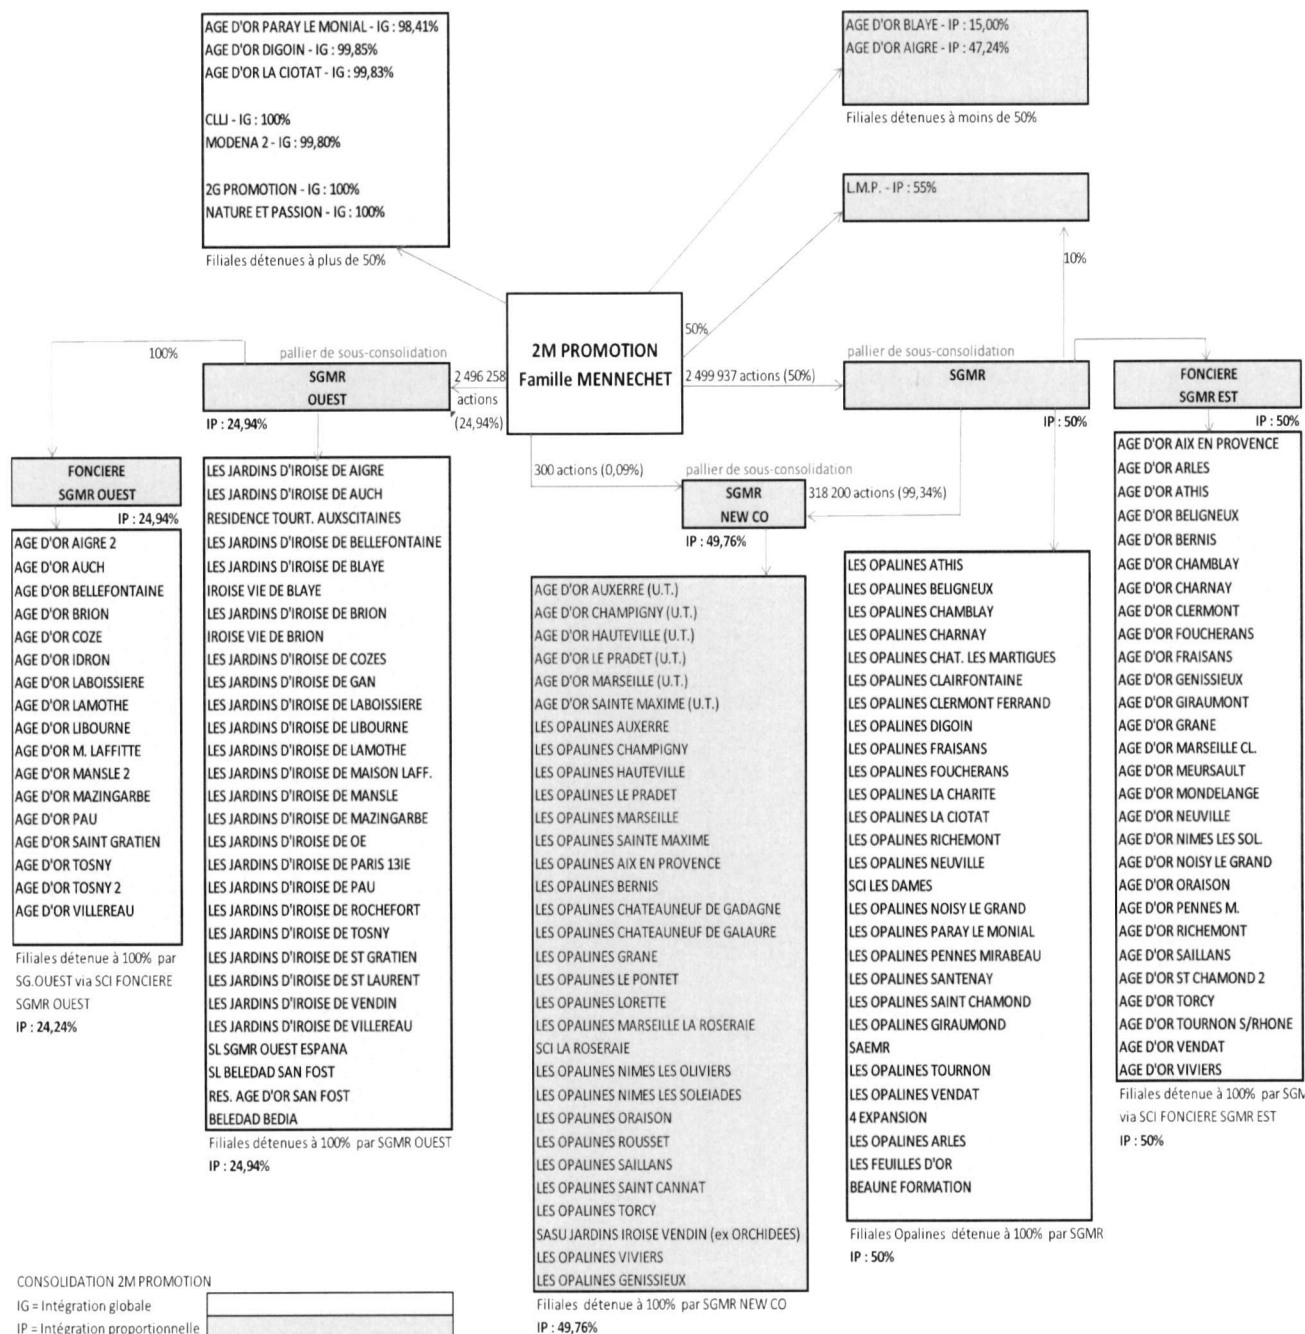 AGE D'OR PARAY LE MONIAL - IG : 98,41%
AGE D'OR DIGOIN - IG : 99,85%
AGE D'OR LA CIOTAT - IG : 99,83%
CLLJ - IG : 100%
MODENA 2 - IG : 99,80%
2G PROMOTION - IG : 100%
NATURE ET PASSION - IG : 100%
Filiales détenues à plus de 50%
AGE D'OR BLAYE - IP : 15,00%
AGE D'OR AIGRE - IP : 47,24%
Filiales détenues à moins de 50%
L.M.P. - IP : 55%
10%
50%
2M PROMOTION
Famille MENNECHET
2 499 937 actions (50%)
100%
pallier de sous-consolidation
SGMR
OUEST
IP : 24,94%
2 496 258
actions
(24,94%)
pallier de sous-consolidation
SGMR
IP : 50%
FONCIERE
SGMR EST
IP : 50%
300 actions (0,09%)
pallier de sous-consolidation
SGMR
NEW CO
IP : 49,76%
318 200 actions (99,34%)
FONCIERE
SGMR OUEST
IP : 24,94%
AGE D'OR AIGRE 2
AGE D'OR AUCH
AGE D'OR BELLEFONTAINE
AGE D'OR BRION
AGE D'OR COZE
AGE D'OR IDRON
AGE D'OR LABOISSIERE
AGE D'OR LAMOTHE
AGE D'OR LIBOURNE
AGE D'OR M. LAFFITTE
AGE D'OR MANSLE 2
AGE D'OR MAZINGARBE
AGE D'OR PAU
AGE D'OR SAINT GRATIEN
AGE D'OR TOSNY
AGE D'OR TOSNY 2
AGE D'OR VILLEREAU
Filiales détenue à 100% par
SG.OUEST via SCI FONCIERE
SGMR OUEST
IP : 24,24%
LES JARDINS D'IROISE DE AIGRE
LES JARDINS D'IROISE DE AUCH
RESIDENCE TOURT. AUXSCITAINES
LES JARDINS D'IROISE DE BELLEFONTAINE
LES JARDINS D'IROISE DE BLAYE
IROISE VIE DE BLAYE
LES JARDINS D'IROISE DE BRION
IROISE VIE DE BRION
LES JARDINS D'IROISE DE COZES
LES JARDINS D'IROISE DE GAN
LES JARDINS D'IROISE DE LABOISSIERE
LES JARDINS D'IROISE DE LIBOURNE
LES JARDINS D'IROISE DE LAMOTHE
LES JARDINS D'IROISE DE MAISON LAFF.
LES JARDINS D'IROISE DE MANSLE
LES JARDINS D'IROISE DE MAZINGARBE
LES JARDINS D'IROISE DE OE
LES JARDINS D'IROISE DE PARIS 13IE
LES JARDINS D'IROISE DE PAU
LES JARDINS D'IROISE DE ROCHEFORT
LES JARDINS D'IROISE DE TOSNY
LES JARDINS D'IROISE DE ST GRATIEN
LES JARDINS D'IROISE DE ST LAURENT
LES JARDINS D'IROISE DE VENDIN
LES JARDINS D'IROISE DE VILLEREAU
SL SGMR OUEST ESPANA
SL BELEDAD SAN FOST
RES. AGE D'OR SAN FOST
BELEDAD BEDIA
Filiales détenues à 100% par SGMR OUEST
IP : 24,94%
AGE D'OR AUXERRE (U.T.)
AGE D'OR CHAMPIGNY (U.T.)
AGE D'OR HAUTEVILLE (U.T.)
AGE D'OR LE PRADET (U.T.)
AGE D'OR MARSEILLE (U.T.)
AGE D'OR SAINTE MAXIME (U.T.)
LES OPALINES AUXERRE
LES OPALINES CHAMPIGNY
LES OPALINES HAUTEVILLE
LES OPALINES LE PRADET
LES OPALINES MARSEILLE
LES OPALINES SAINTE MAXIME
LES OPALINES AIX EN PROVENCE
LES OPALINES BERNIS
LES OPALINES CHATEAUNEUF DE GADAGNE
LES OPALINES CHATEAUNEUF DE GALAURE
LES OPALINES GRANE
LES OPALINES LE PONTET
LES OPALINES LORETTE
LES OPALINES MARSEILLE LA ROSERAIE
SCI LA ROSERAIE
LES OPALINES NIMES LES OLIVIERS
LES OPALINES NIMES LES SOLEIADES
LES OPALINES ORAISON
LES OPALINES ROUSSET
LES OPALINES SAILLANS
LES OPALINES SAINT CANNAT
LES OPALINES TORCY
SASU JARDINS IROISE VENDIN (ex ORCHIDEES)
LES OPALINES VIVIERS
LES OPALINES GENISSIEUX
Filiales détenue à 100% par SGMR NEW CO
IP : 49,76%
LES OPALINES ATHIS
LES OPALINES BELIGNEUX
LES OPALINES CHAMBLAY
LES OPALINES CHARNAY
LES OPALINES CHAT. LES MARTIGUES
LES OPALINES CLAIRFONTAINE
LES OPALINES CLERMONT FERRAND
LES OPALINES DIGOIN
LES OPALINES FRAISANS
LES OPALINES FOUCHERANS
LES OPALINES LA CHARITE
LES OPALINES LA CIOTAT
LES OPALINES RICHEMONT
LES OPALINES NEUVILLE
SCI LES DAMES
LES OPALINES NOISY LE GRAND
LES OPALINES PARAY LE MONIAL
LES OPALINES PENNES MIRABEAU
LES OPALINES SANTENAY
LES OPALINES SAINT CHAMOND
LES OPALINES GIRAUMOND
SAEMR
LES OPALINES TOURNON
LES OPALINES VENDAT
4 EXPANSION
LES OPALINES ARLES
LES FEUILLES D'OR
BEAUNE FORMATION
Filiales Opalines détenue à 100% par SGMR
IP : 50%
AGE D'OR AIX EN PROVENCE
AGE D'OR ARLES
AGE D'OR ATHIS
AGE D'OR BELIGNEUX
AGE D'OR BERNIS
AGE D'OR CHAMBLAY
AGE D'OR CHARNAY
AGE D'OR CLERMONT
AGE D'OR FOUCHERANS
AGE D'OR FRAISANS
AGE D'OR GENISSIEUX
AGE D'OR GIRAUMONT
AGE D'OR GRANE
AGE D'OR MARSEILLE CL.
AGE D'OR MEURSAULT
AGE D'OR MONDELANGE
AGE D'OR NEUVILLE
AGE D'OR NIMES LES SOL.
AGE D'OR NOISY LE GRAND
AGE D'OR ORAISON
AGE D'OR PENNES M.
AGE D'OR RICHEMONT
AGE D'OR SAILLANS
AGE D'OR ST CHAMOND 2
AGE D'OR TORCY
AGE D'OR TOURNON S/RHONE
AGE D'OR VENDAT
AGE D'OR VIVIERS
Filiales détenue à 100% par
via SCI FONCIERE SGMR EST
IP : 50%
CONSOLIDATION 2M PROMOTION
IG = Intégration globale
IP = Intégration proportionnelle